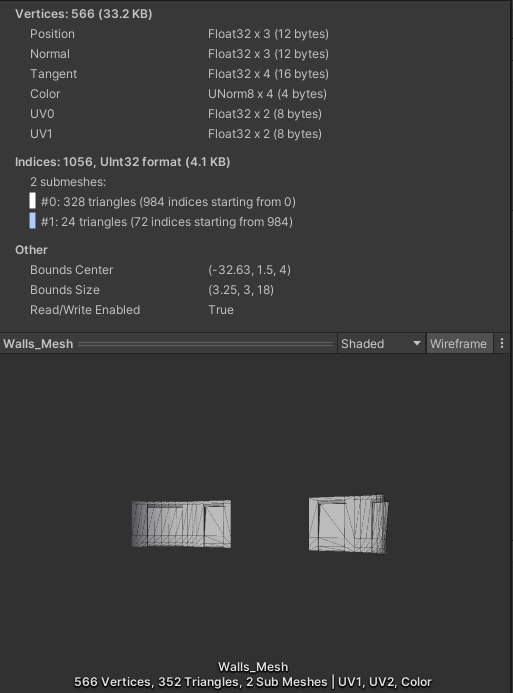 Vertices: 566 (33.2 KB)
Position Float32 x 3 (12 bytes)
Normal Float32 x 3 (12 bytes)
Tangent Float32 x 4 (16 bytes)
Color UNorm8 x 4 (4 bytes)
UV0 Float32 x 2 (8 bytes)
UV1 Float32 x 2 (8 bytes)
Indices: 1056, UInt32 format (4.1 KB)
2 submeshes:
#0: 328 triangles (984 indices starting from 0)
#1: 24 triangles (72 indices starting from 984)
Other
Bounds Center (-32.63, 1.5, 4)
Bounds Size (3.25, 3, 18)
Read/Write Enabled True
Walls_Mesh Shaded Wireframe
Walls_Mesh
566 Vertices, 352 Triangles, 2 Sub Meshes | UV1, UV2, Color